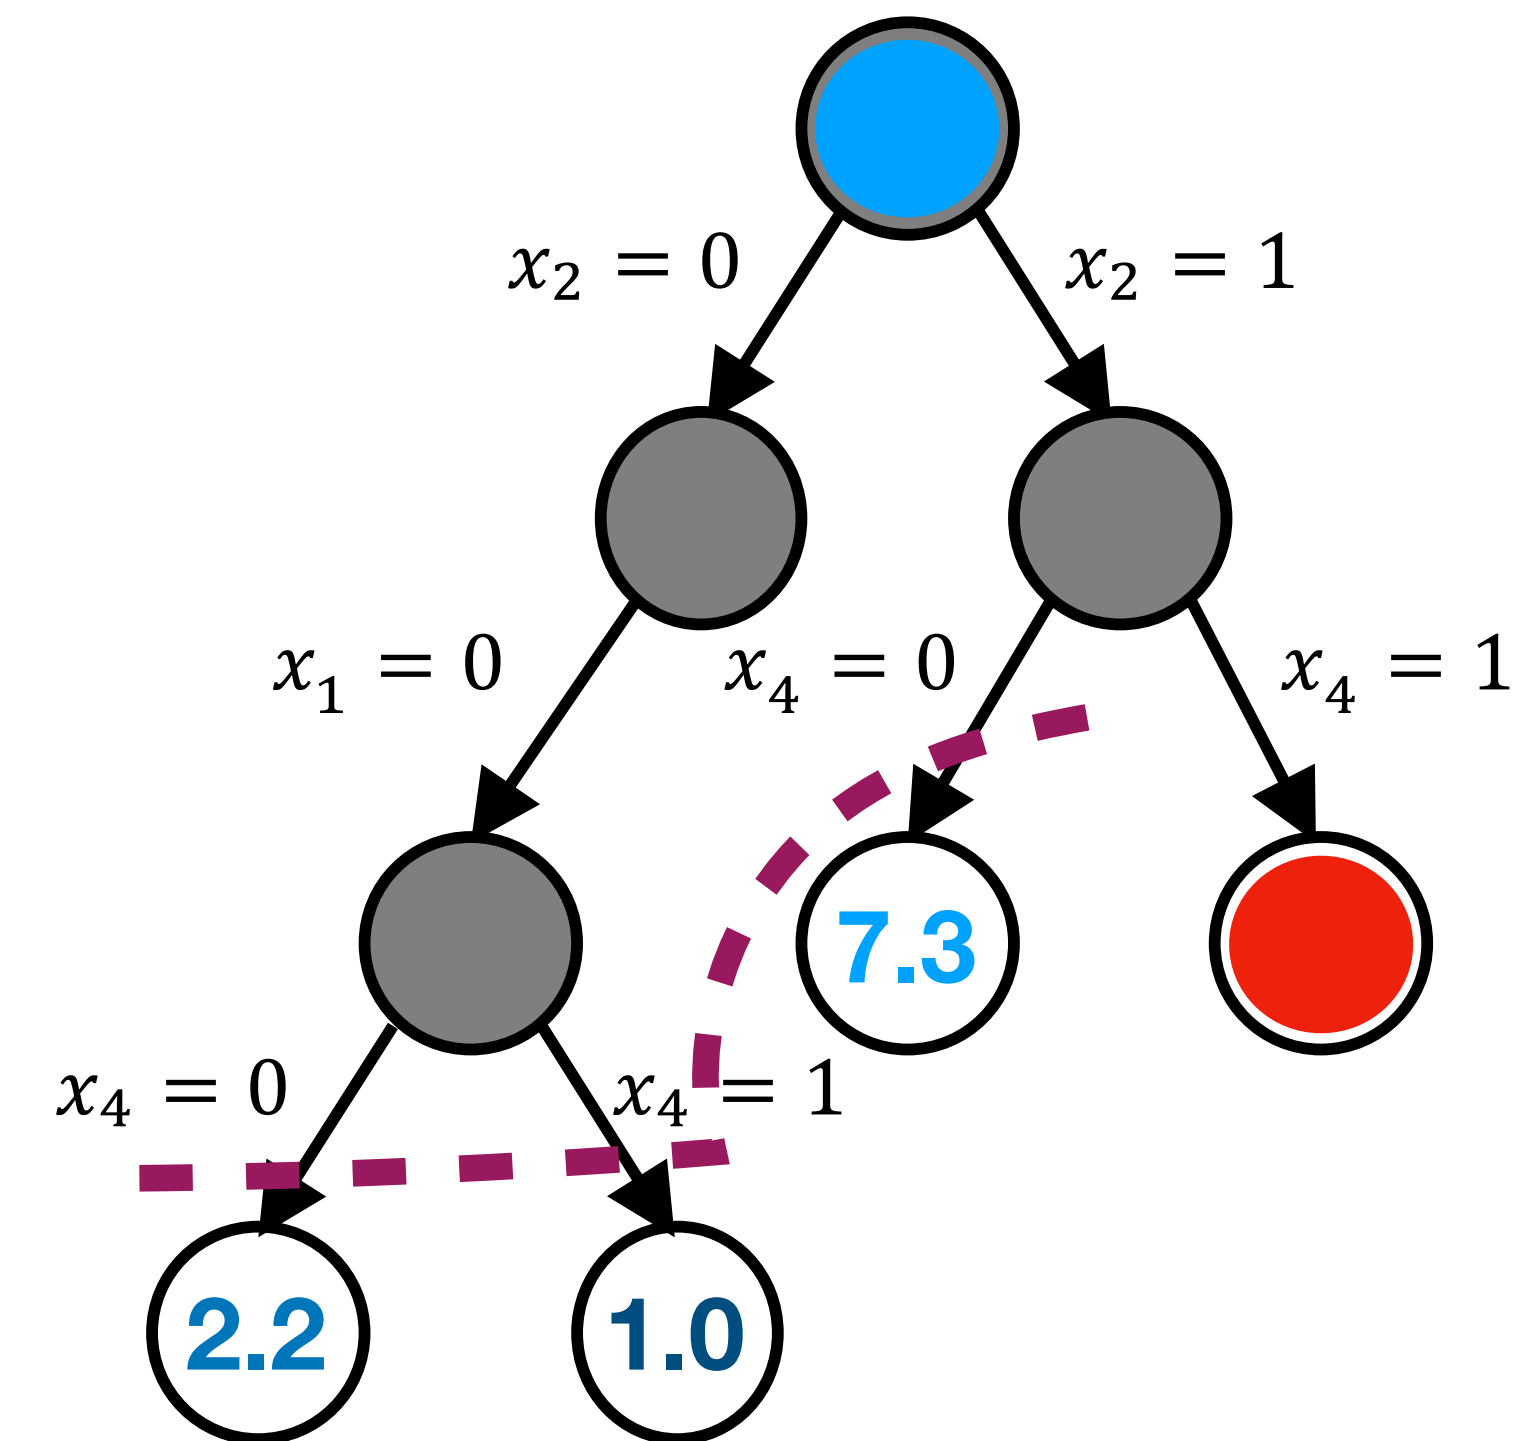 x₂ = 0 x₂ = 1
x₁ = 0 x₄ = 0 x₄ = 1
7.3
x₄ = 0 x₄ = 1
2.2 1.0